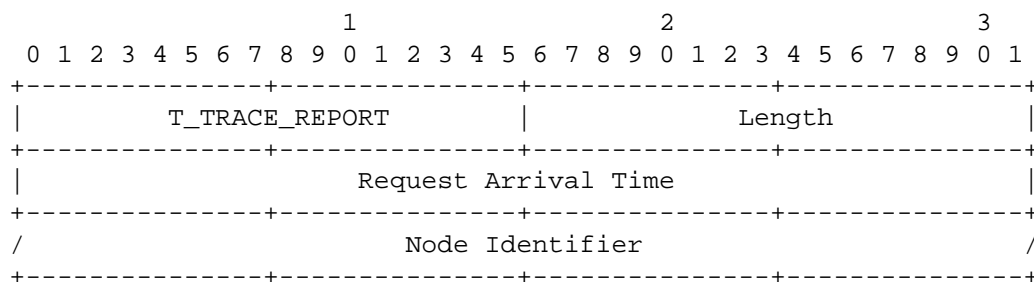 1                   2                   3
 0 1 2 3 4 5 6 7 8 9 0 1 2 3 4 5 6 7 8 9 0 1 2 3 4 5 6 7 8 9 0 1
+---------------+---------------+---------------+---------------+
|         T_TRACE_REPORT        |             Length            |
+---------------+---------------+---------------+---------------+
|                     Request Arrival Time                      |
+---------------+---------------+---------------+---------------+
/                        Node Identifier                        /
+---------------+---------------+---------------+---------------+